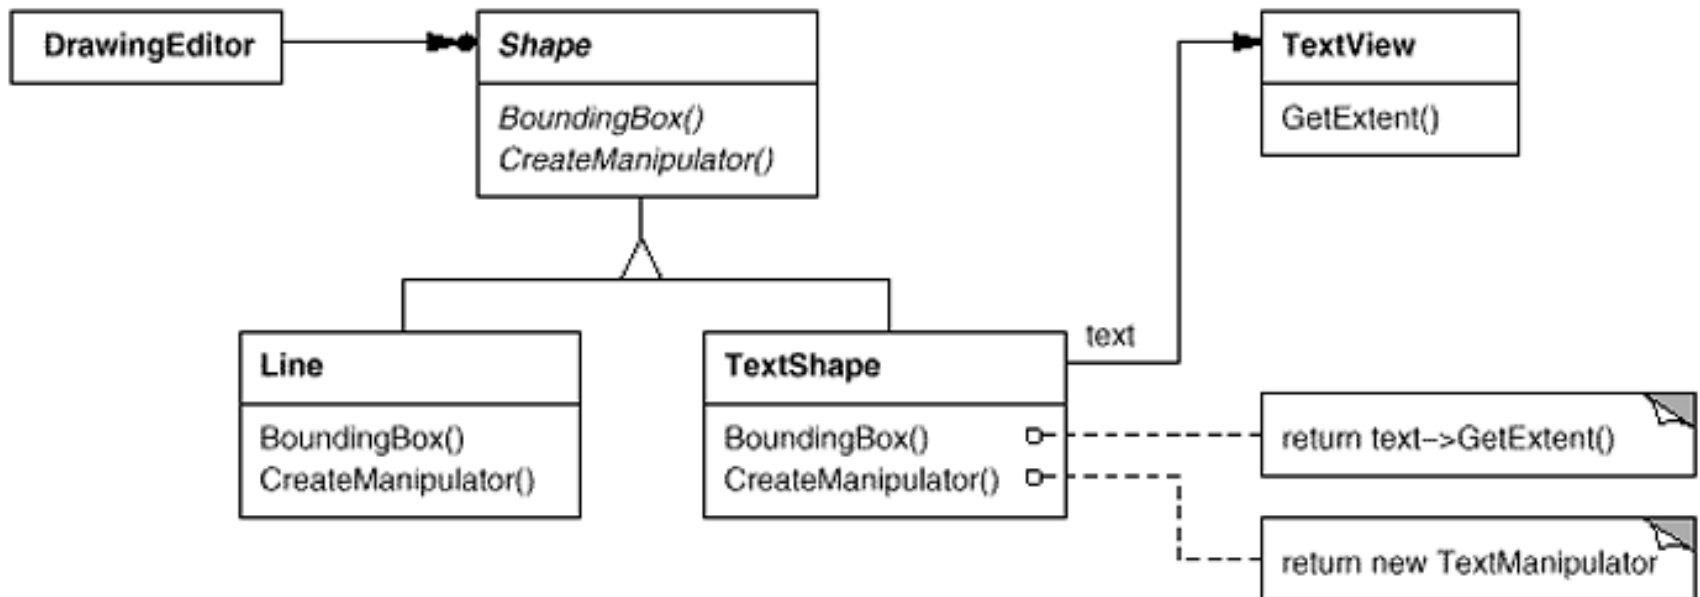 DrawingEditor
Shape
BoundingBox()
CreateManipulator()
TextView
GetExtent()
Line
BoundingBox()
CreateManipulator()
TextShape
BoundingBox()
CreateManipulator()
text
return text–>GetExtent()
return new TextManipulator